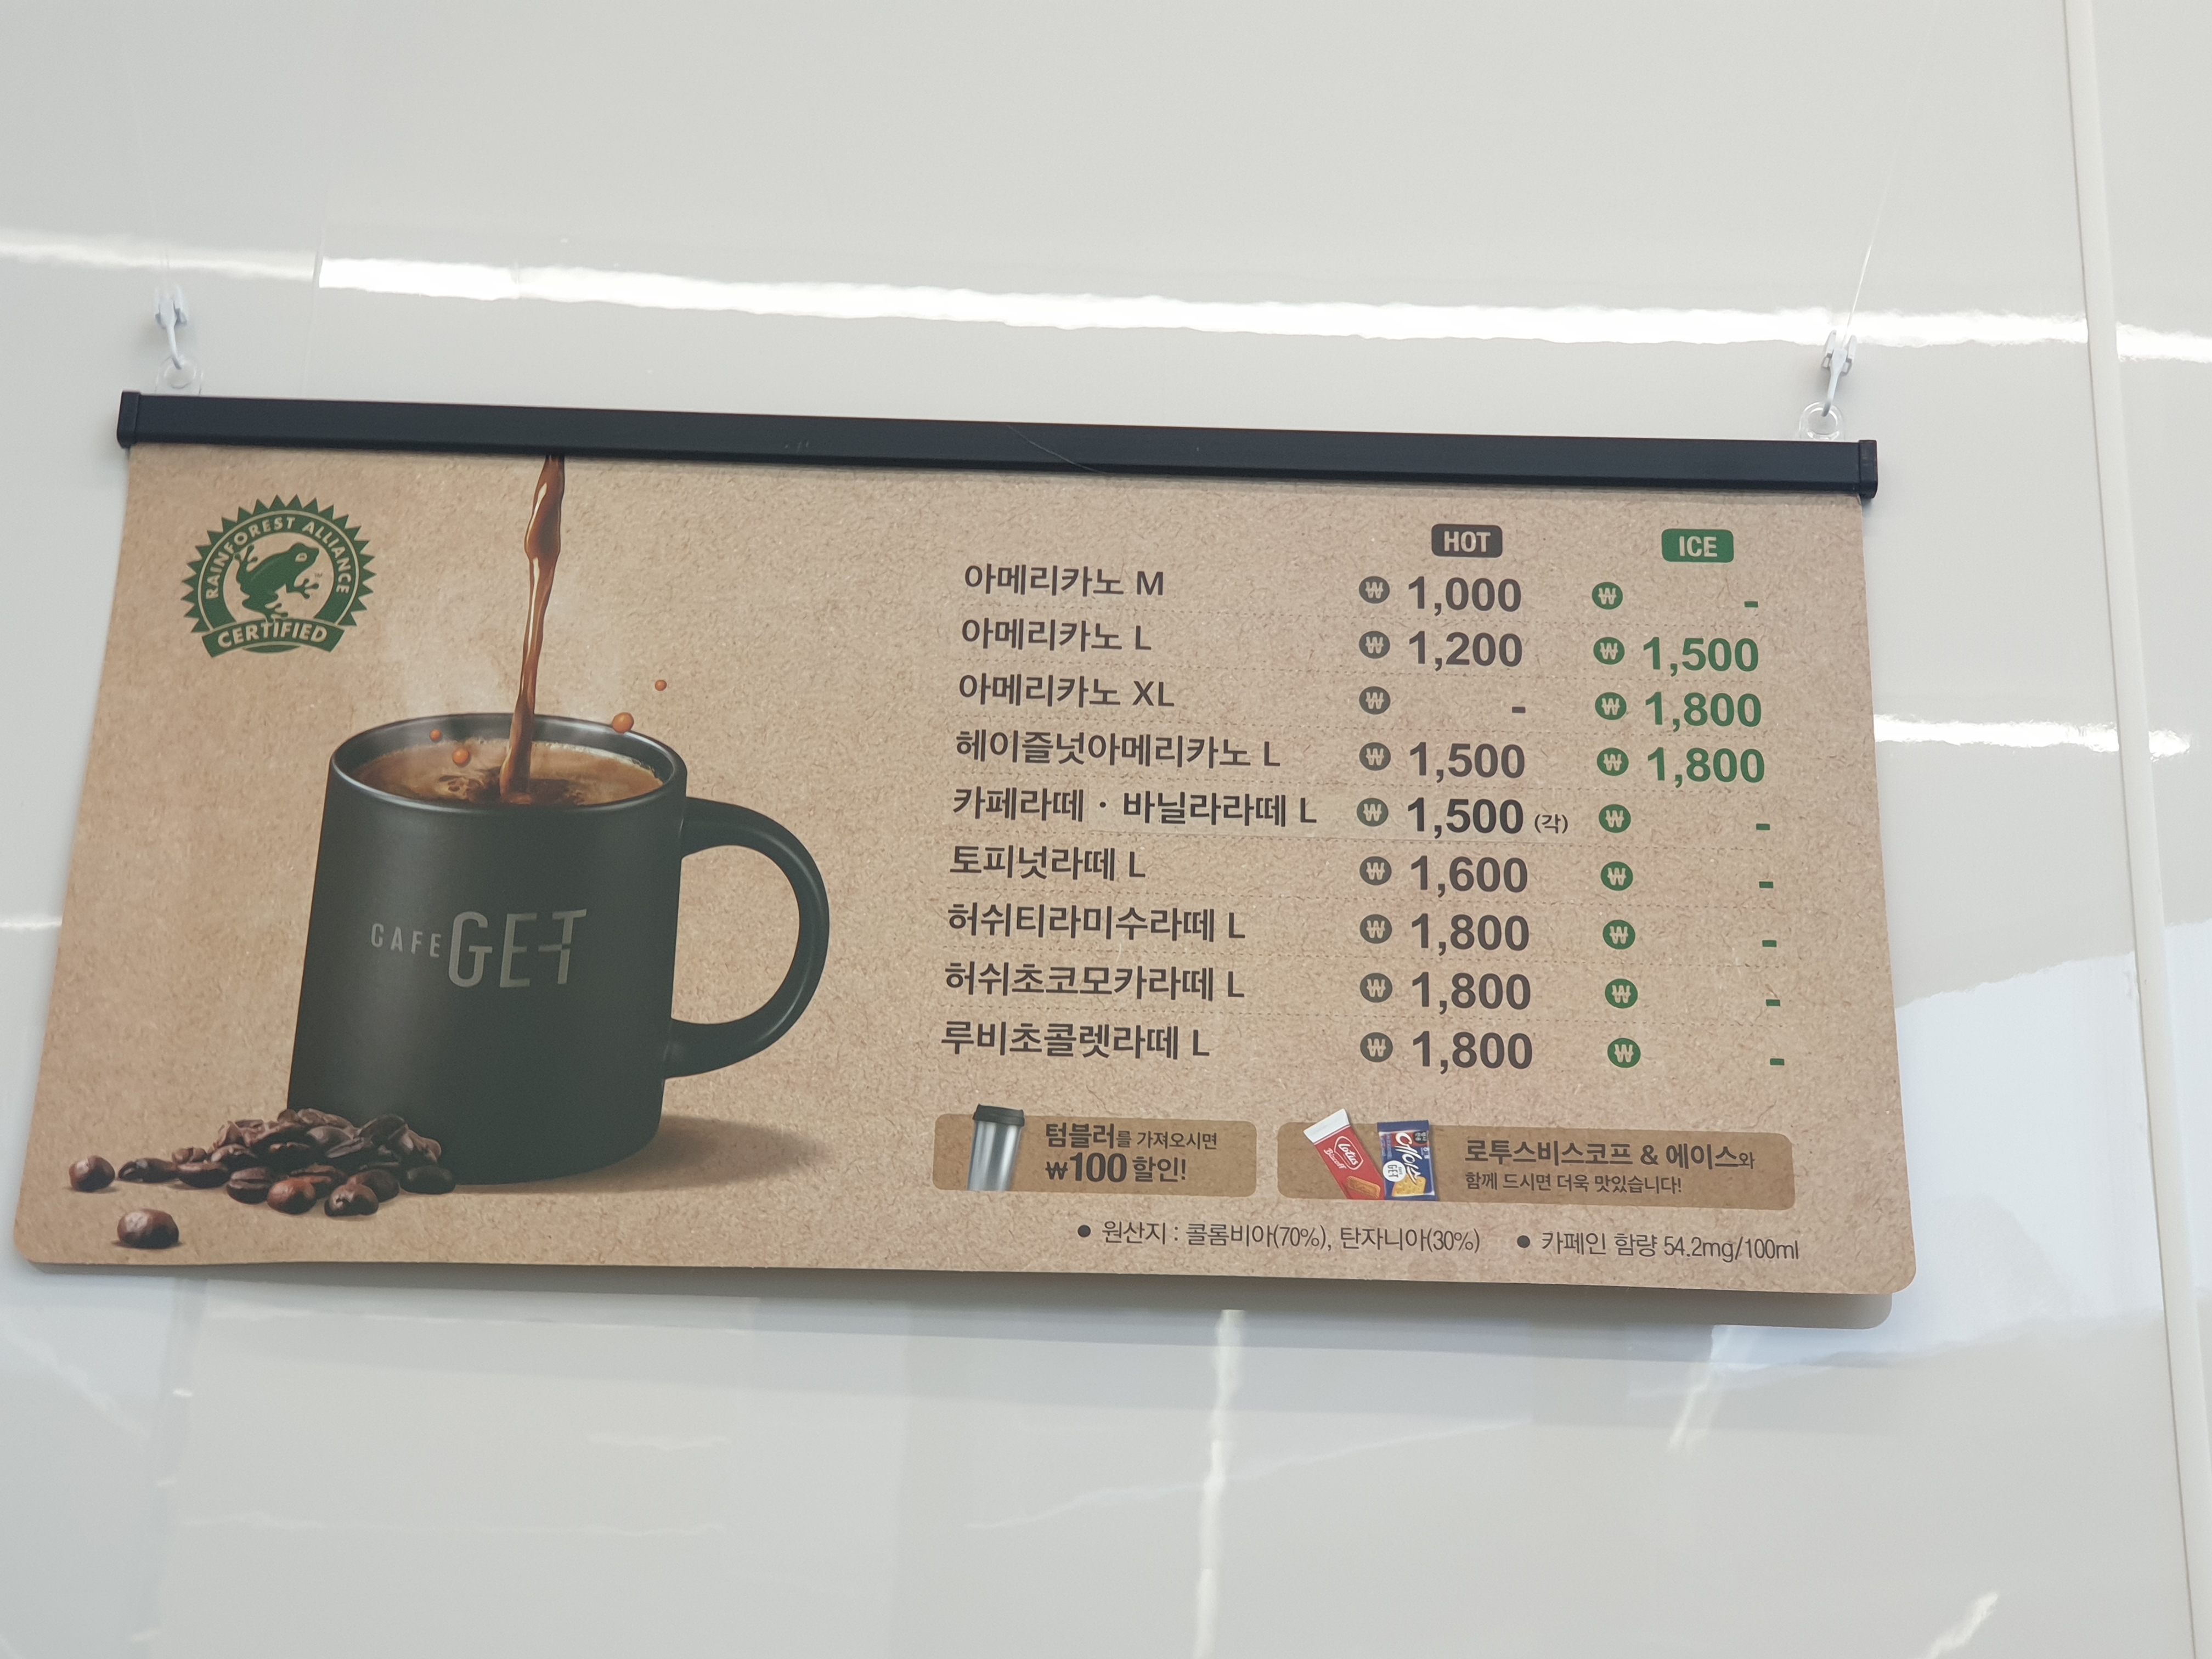 RAINFOREST ALLIANCE
CERTIFIED
CAFE GET
HOT ICE
아메리카노 M ₩ 1,000 ₩ -
아메리카노 L ₩ 1,200 ₩ 1,500
아메리카노 XL ₩ - ₩ 1,800
헤이즐넛아메리카노 L ₩ 1,500 ₩ 1,800
카페라떼 · 바닐라라떼 L ₩ 1,500 (각) ₩ -
토피넛라떼 L ₩ 1,600 ₩ -
허쉬티라미수라떼 L ₩ 1,800 ₩ -
허쉬초코모카라떼 L ₩ 1,800 ₩ -
루비초콜렛라떼 L ₩ 1,800 ₩ -
텀블러를 가져오시면
₩100 할인!
Lotus
Biscoff
로투스비스코프 & 에이스와
함께 드시면 더욱 맛있습니다!
● 원산지 : 콜롬비아(70%), 탄자니아(30%) ● 카페인 함량 54.2mg/100ml